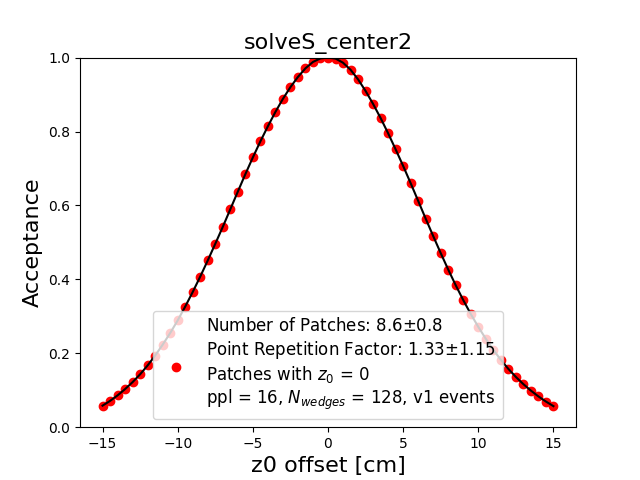 solveS_center2
1.0
0.8
0.6
0.4
0.2
0.0
Acceptance
Number of Patches: 8.6±0.8
Point Repetition Factor: 1.33±1.15
Patches with z₀ = 0
ppl = 16, N_wedges = 128, v1 events
−15 −10 −5 0 5 10 15
z0 offset [cm]